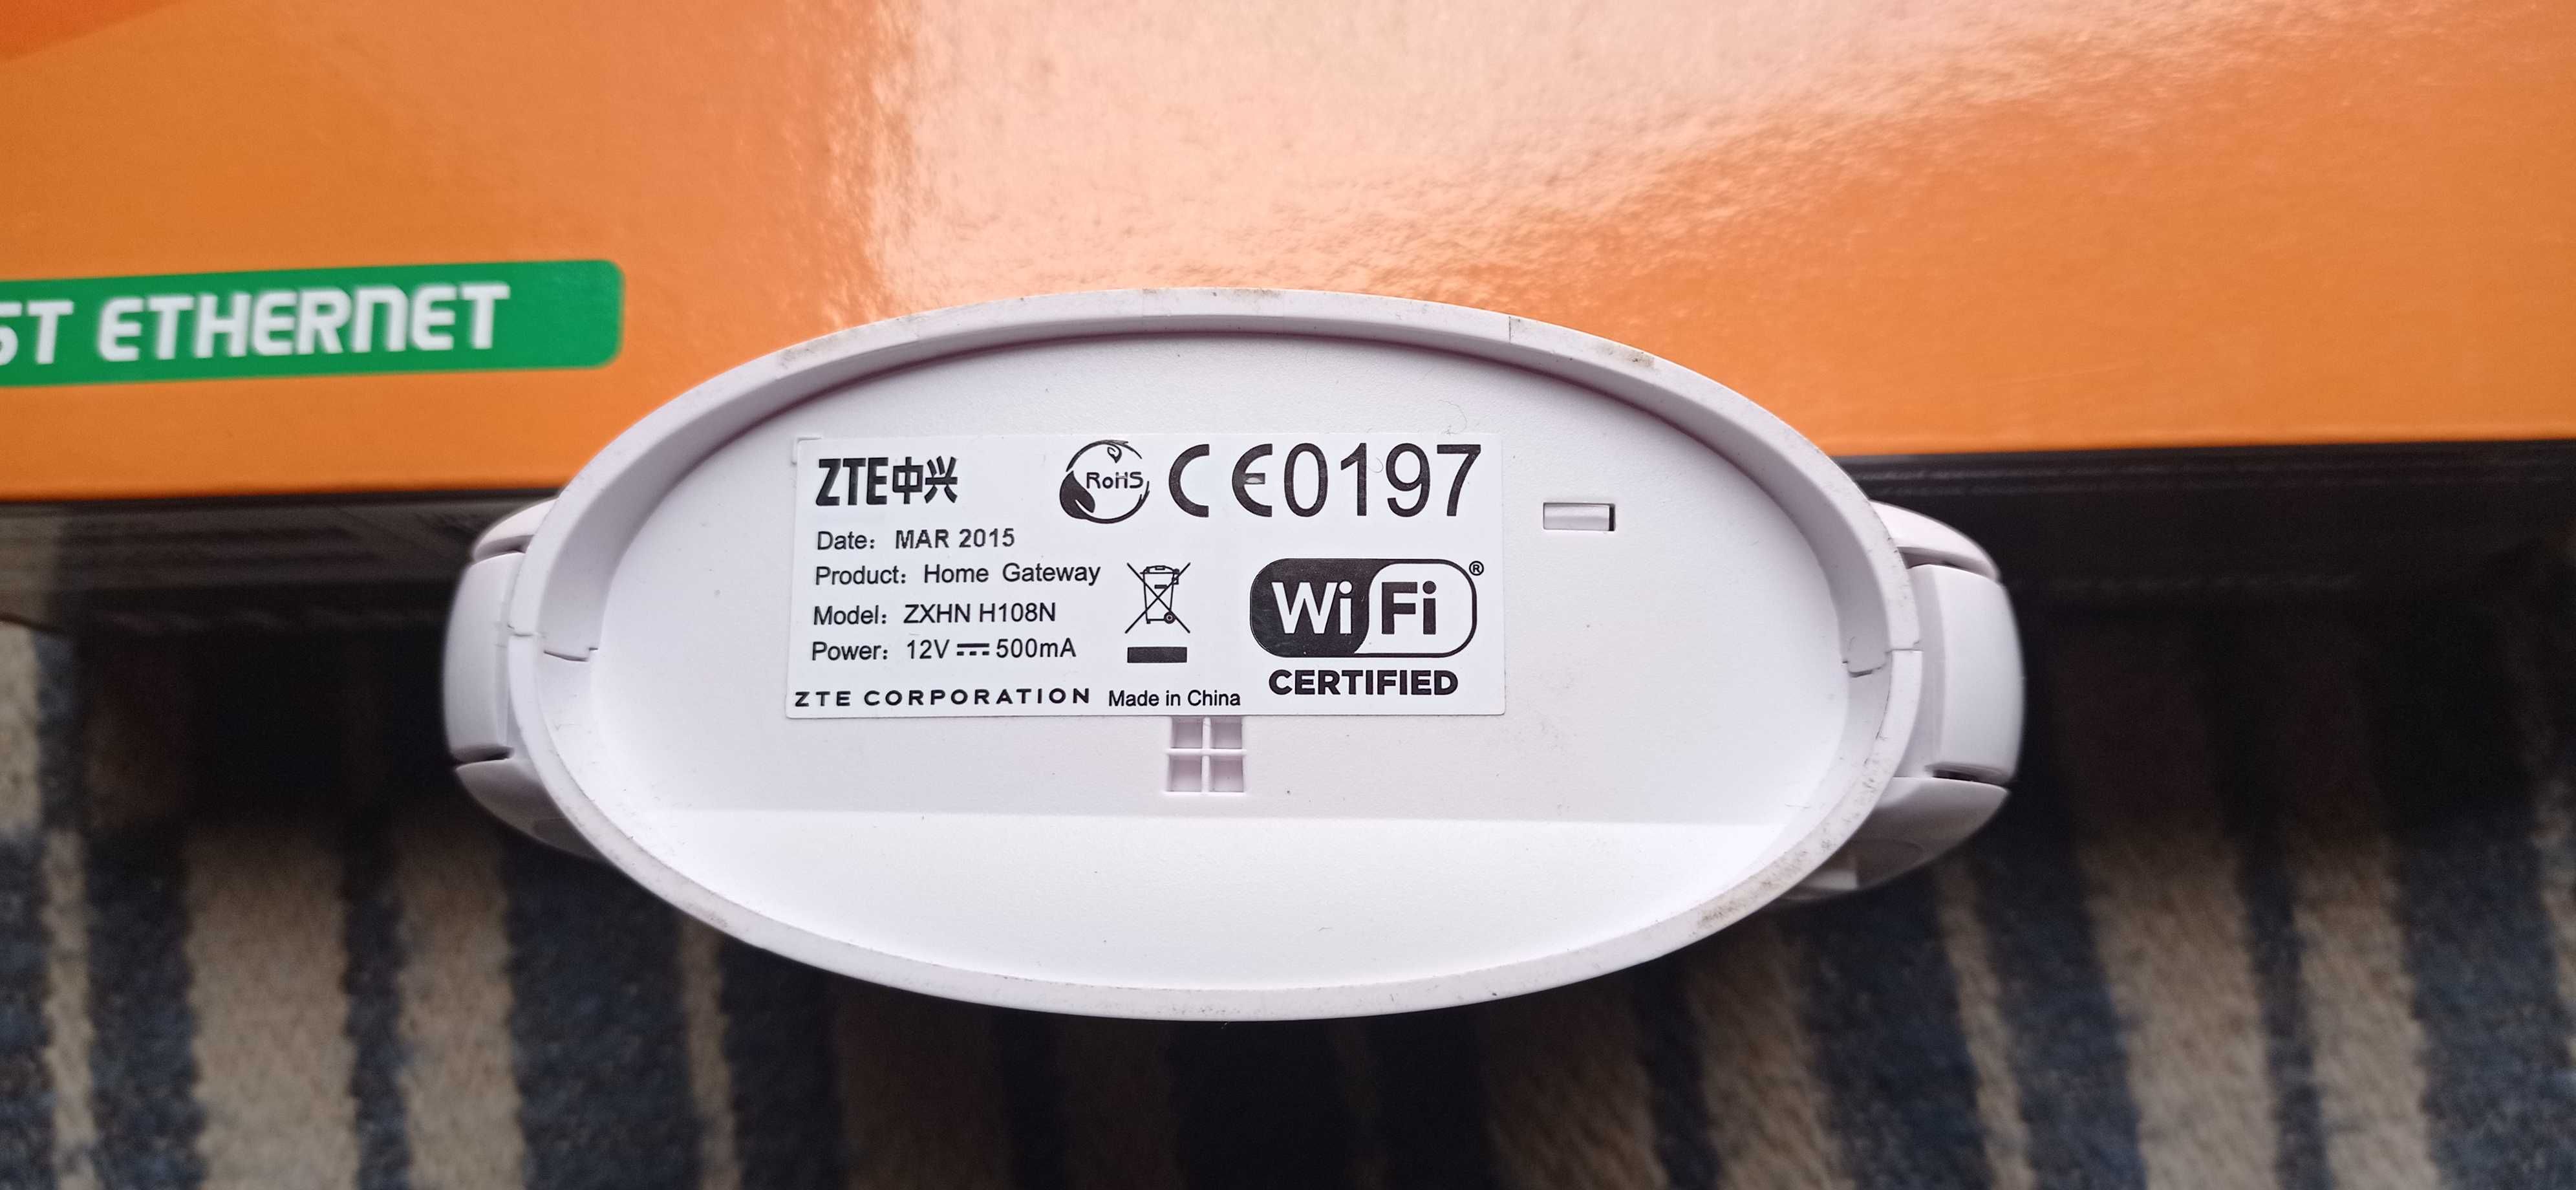 ST ETHERNET
ZTE中兴 RoHS CE0197
Date: MAR 2015
Product: Home Gateway
Model: ZXHN H108N
Power: 12V ⎓ 500mA
WiFi®
CERTIFIED
ZTE CORPORATION Made in China